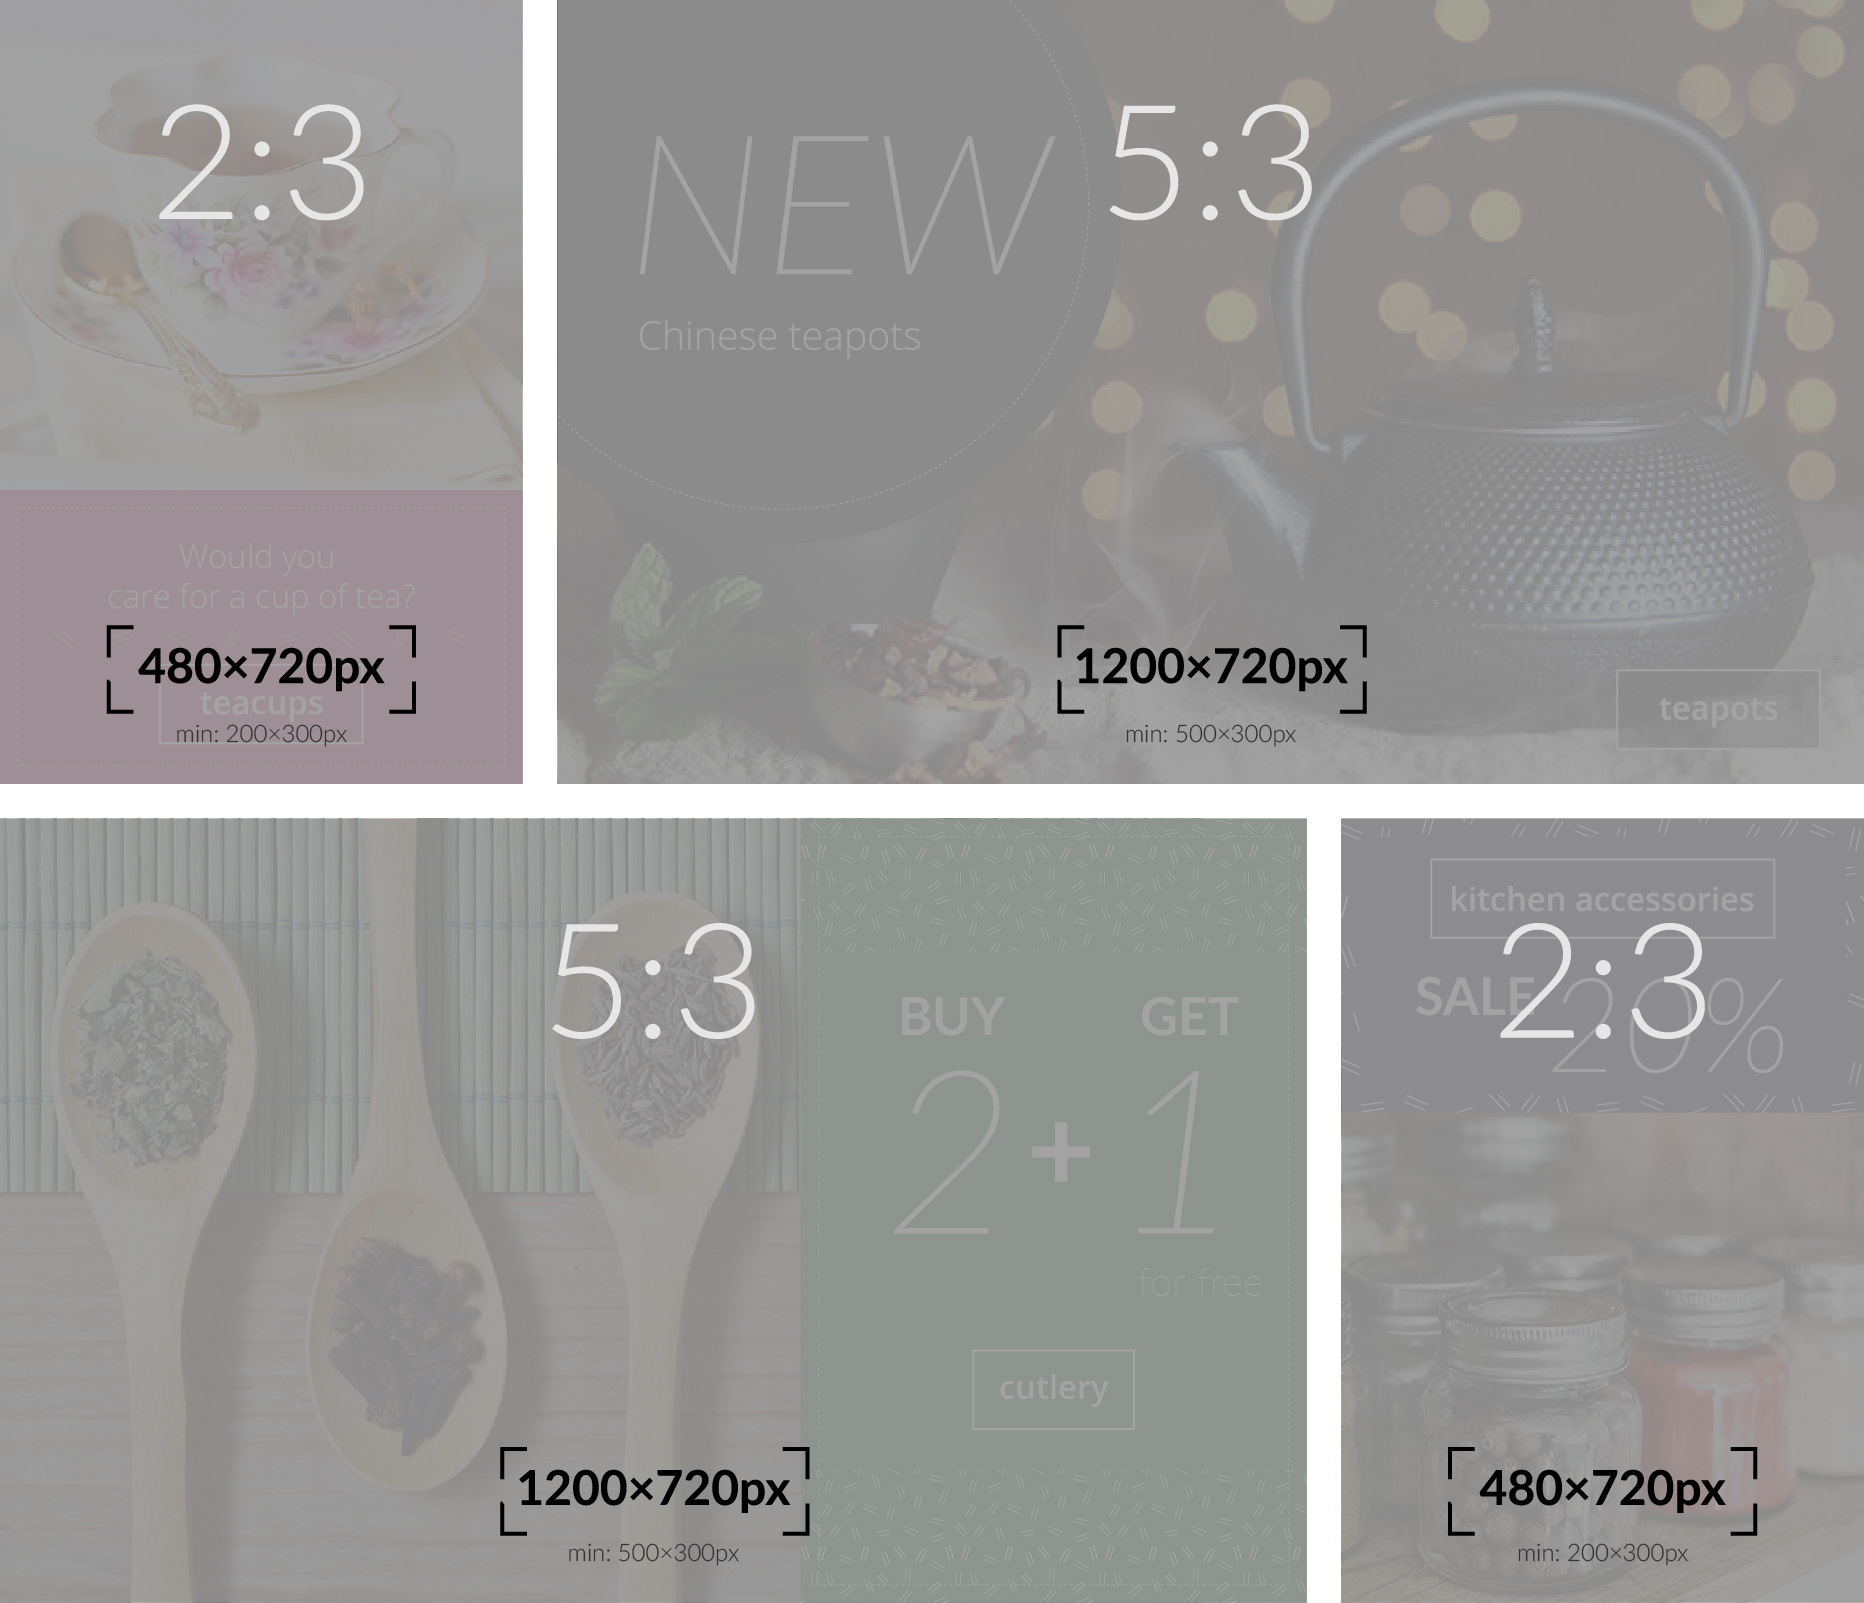 2:3
Would you
care for a cup of tea?
480×720px
teacups
min: 200×300px
5:3
NEW
Chinese teapots
1200×720px
min: 500×300px
teapots
5:3
BUY GET
2 + 1
for free
cutlery
1200×720px
min: 500×300px
kitchen accessories
2:3
SALE 20%
480×720px
min: 200×300px